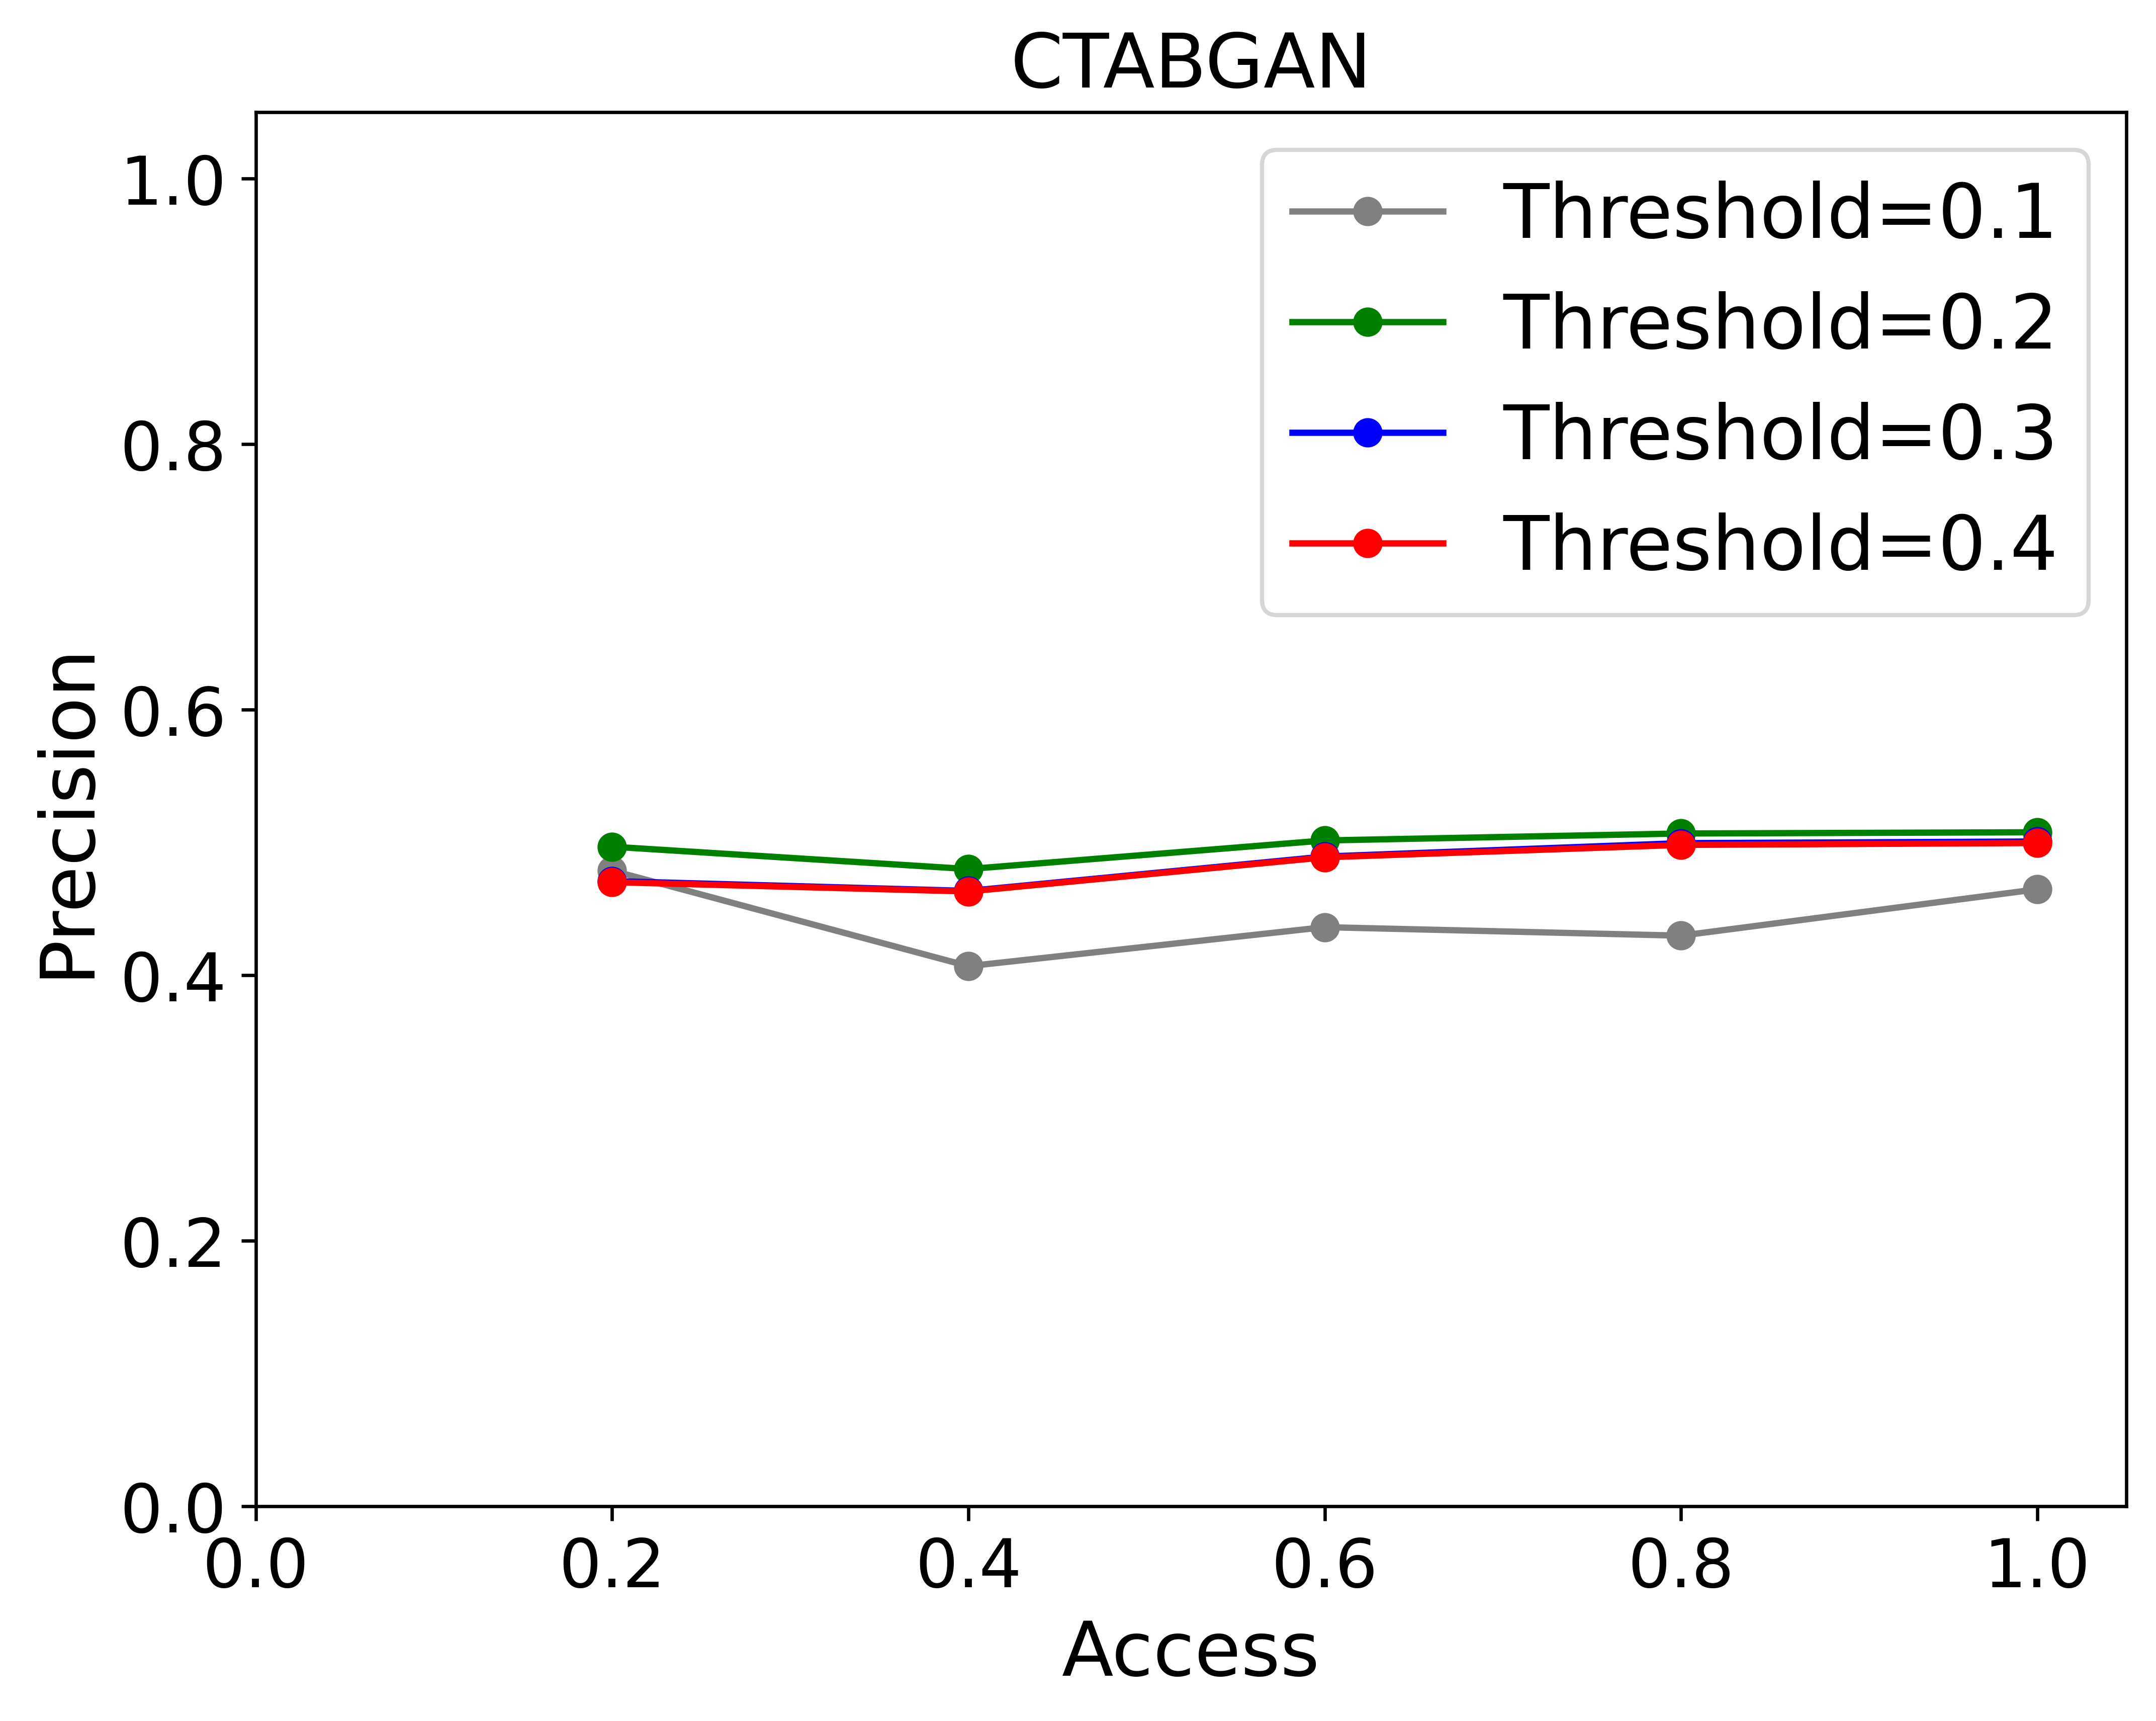 CTABGAN
1.0
0.8
0.6
0.4
0.2
0.0
Precision
Threshold=0.1
Threshold=0.2
Threshold=0.3
Threshold=0.4
0.0 0.2 0.4 0.6 0.8 1.0
Access